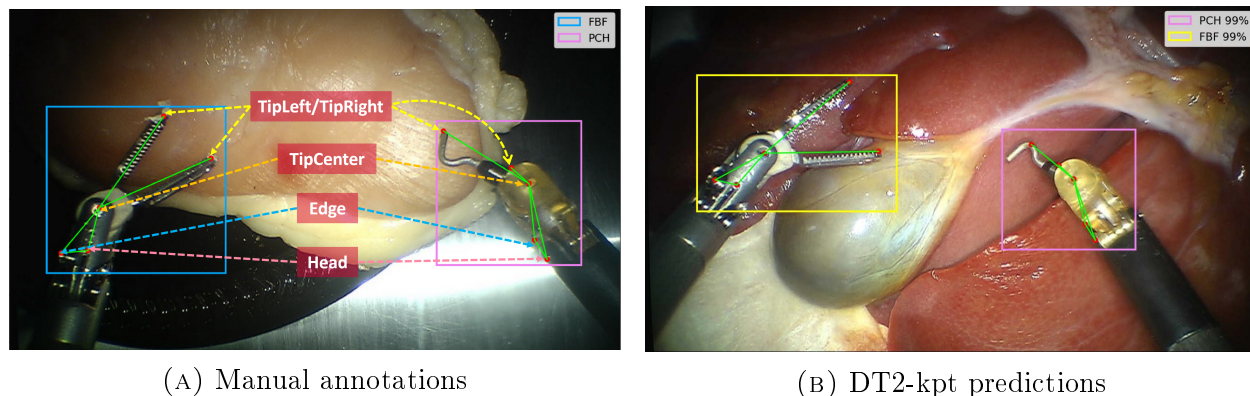 FBF
PCH
TipLeft/TipRight
TipCenter
Edge
Head
PCH 99%
FBF 99%
(A) Manual annotations
(B) DT2-kpt predictions